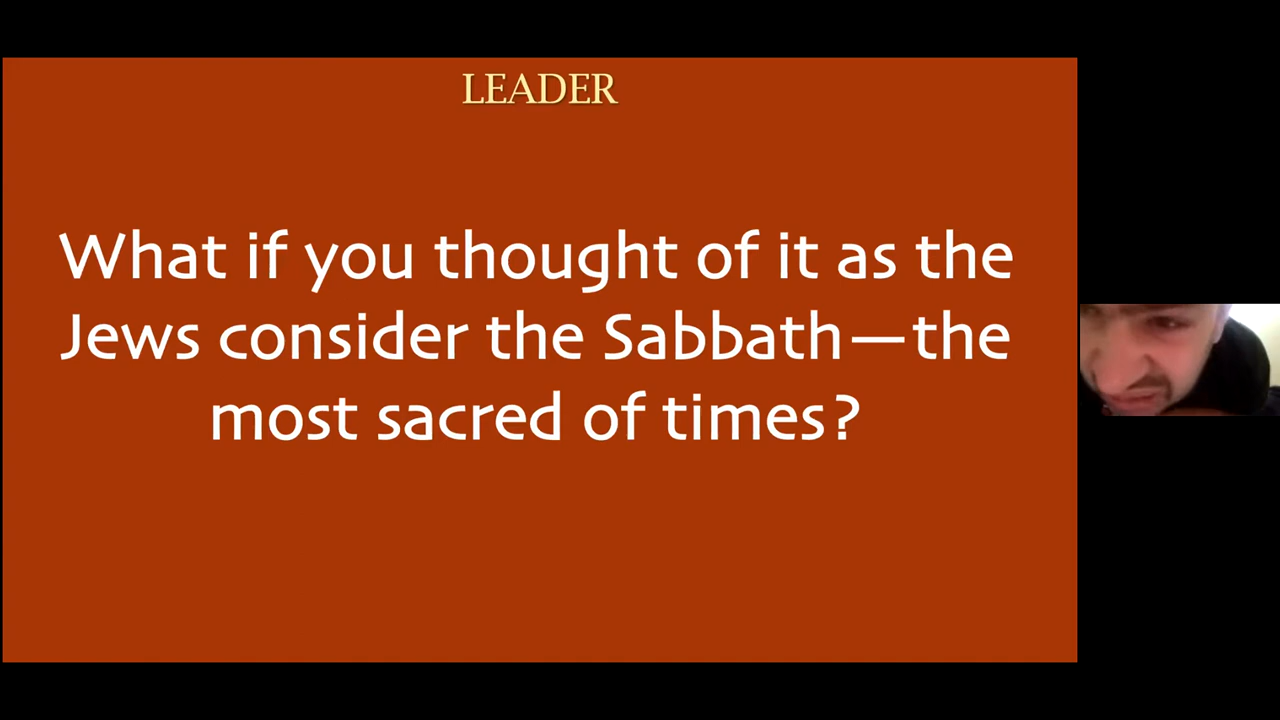 LEADER
What if you thought of it as the
Jews consider the Sabbath—the
most sacred of times?